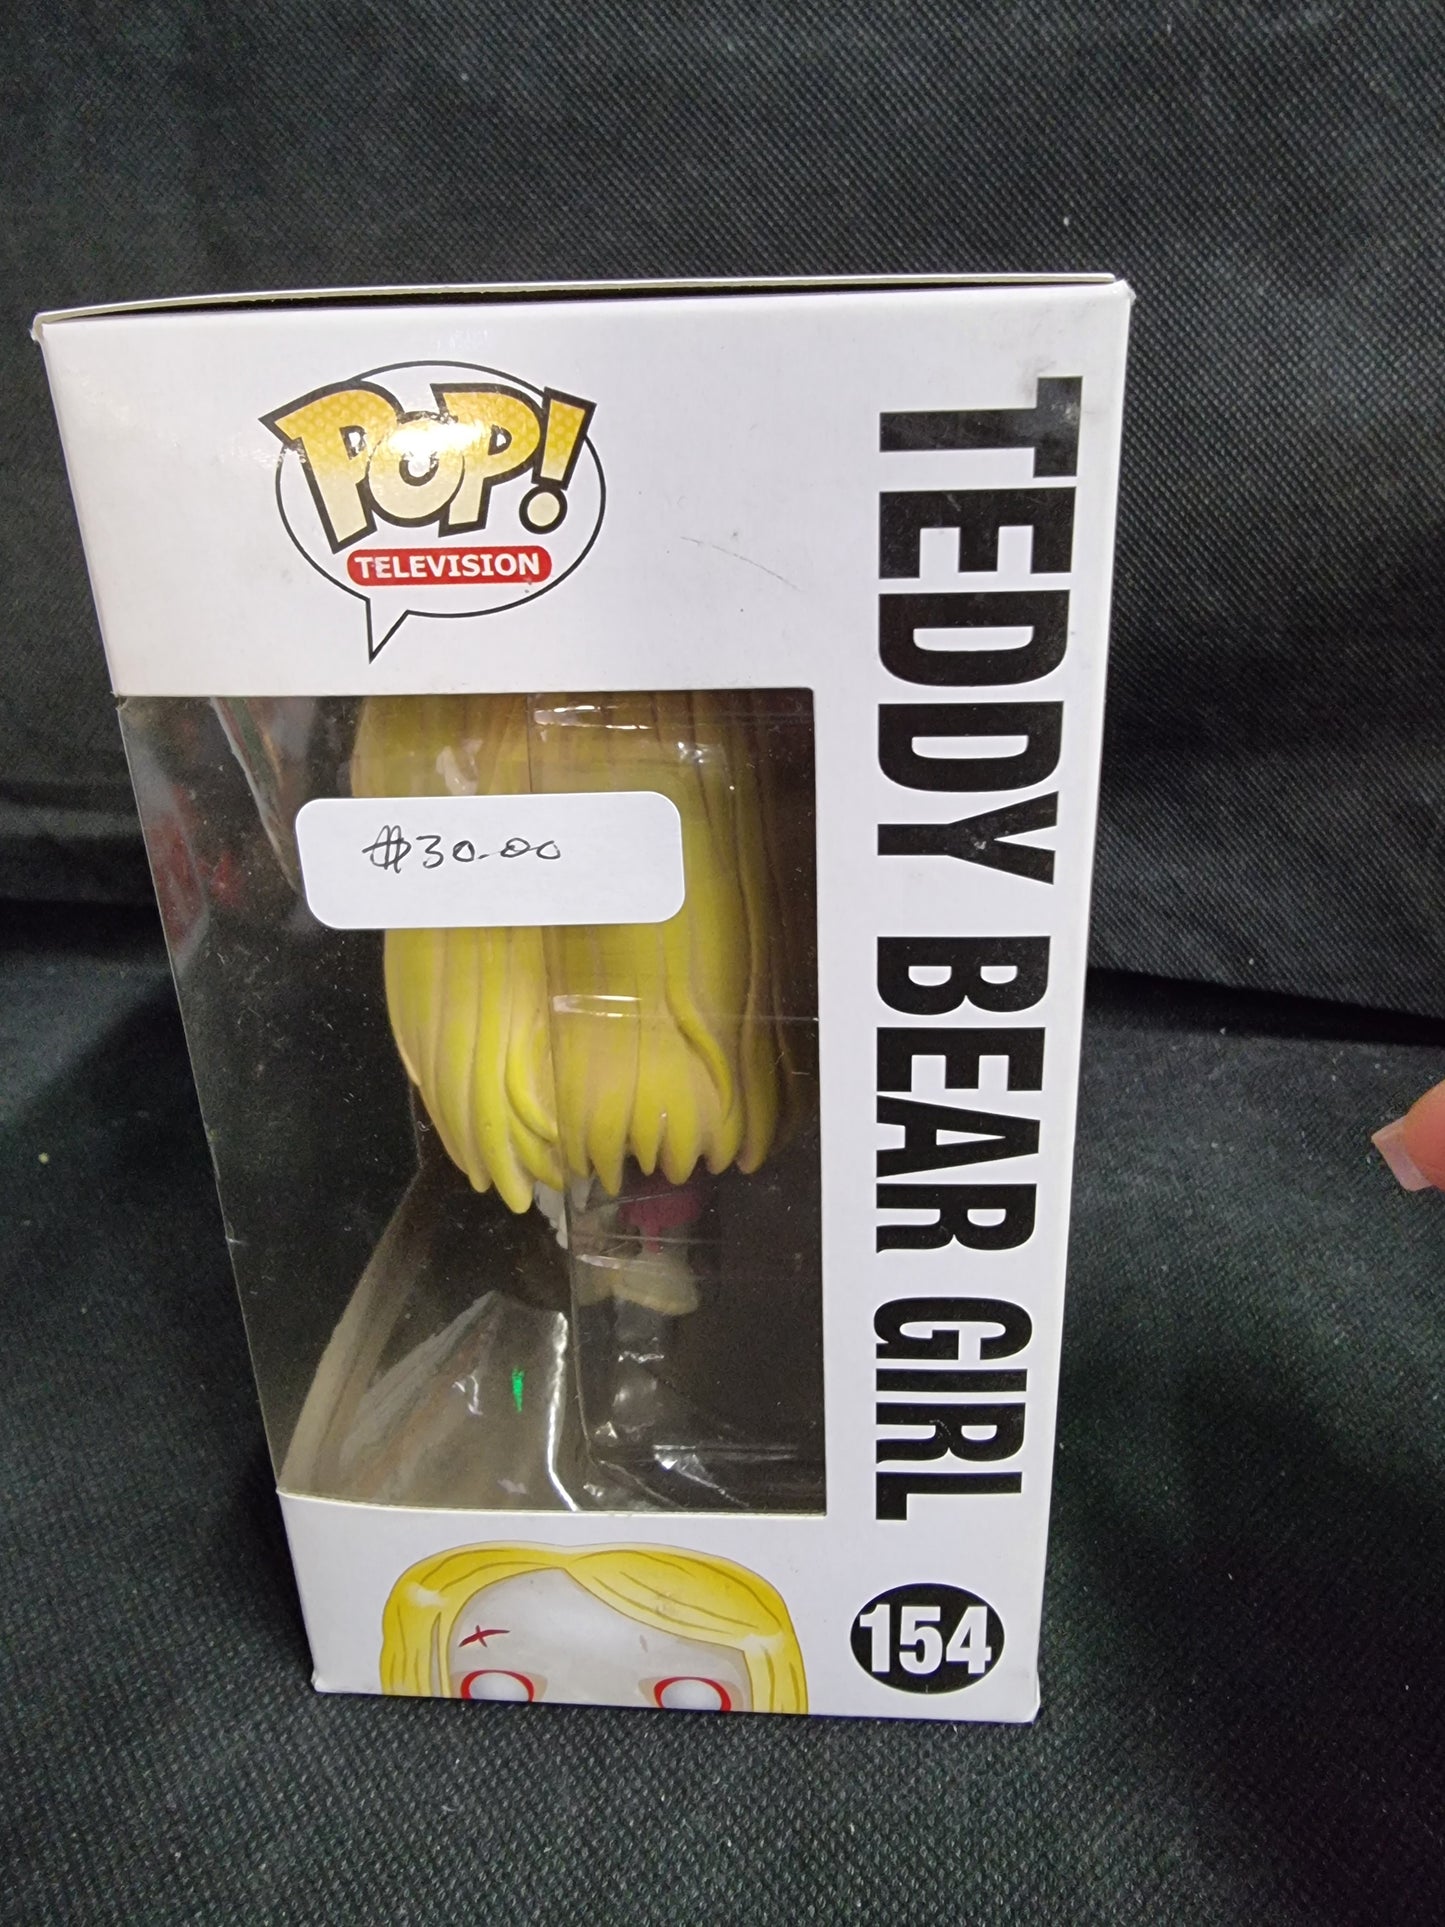 POP!
TELEVISION
$30.00
TEDDY BEAR GIRL
154